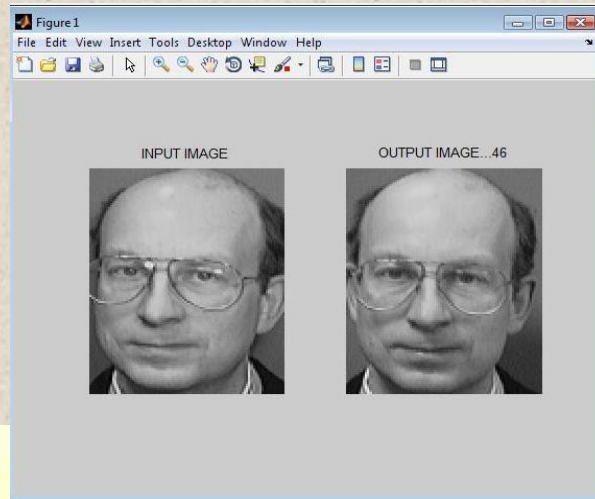 Figure 1
File Edit View Insert Tools Desktop Window Help
INPUT IMAGE
OUTPUT IMAGE...46